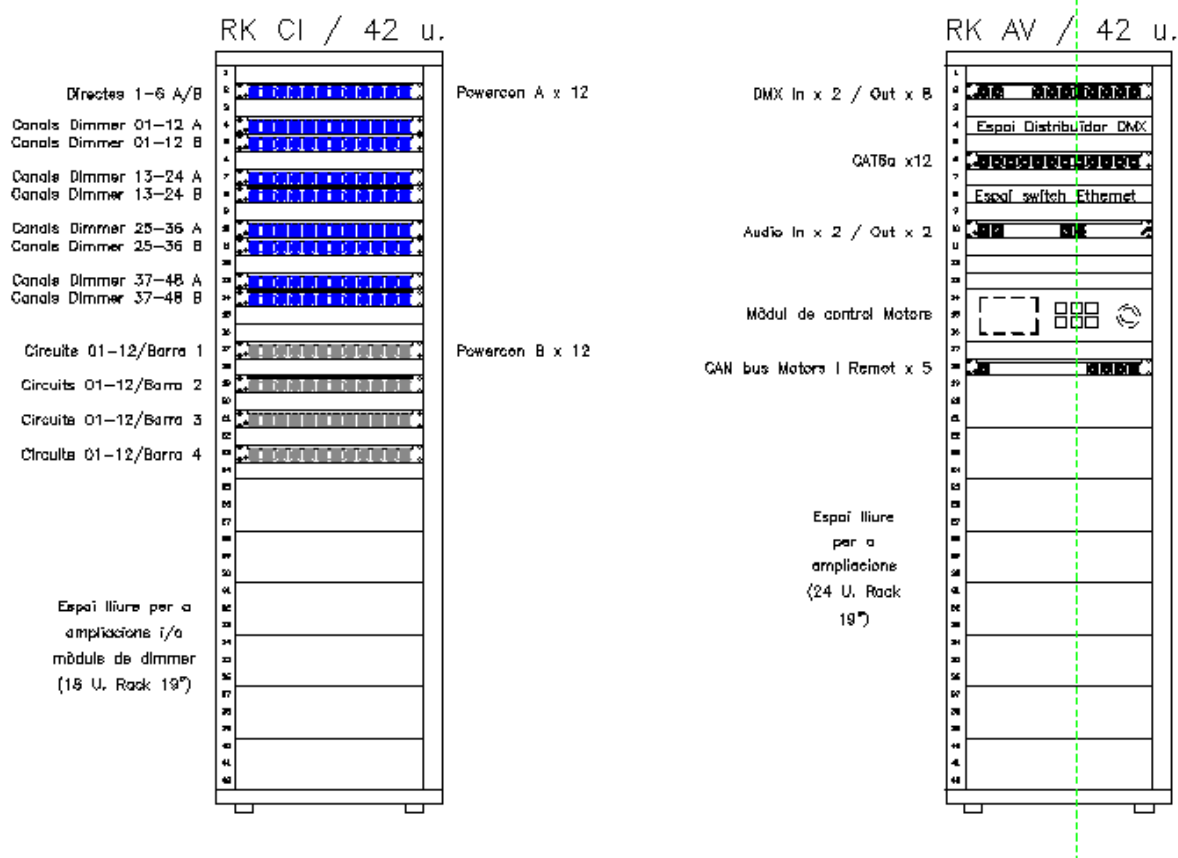 RK CI / 42 u.
Directes 1-6 A/B
Powercon A x 12
Canals Dimmer 01-12 A
Canals Dimmer 01-12 B
Canals Dimmer 13-24 A
Canals Dimmer 13-24 B
Canals Dimmer 25-36 A
Canals Dimmer 25-36 B
Canals Dimmer 37-48 A
Canals Dimmer 37-48 B
Circuits 01-12/Barra 1
Powercon B x 12
Circuits 01-12/Barra 2
Circuits 01-12/Barra 3
Circuits 01-12/Barra 4
Espai lliure per a
ampliacions i/o
mòduls de dimmer
(18 U. Rack 19")
RK AV / 42 u.
DMX In x 2 / Out x 8
Espai Distribuïdor DMX
CAT6a x12
Espai switch Ethernet
Audio In x 2 / Out x 2
Mòdul de control Motors
CAN bus Motors i Remot x 5
Espai lliure
per a
ampliacions
(24 U. Rack
19")